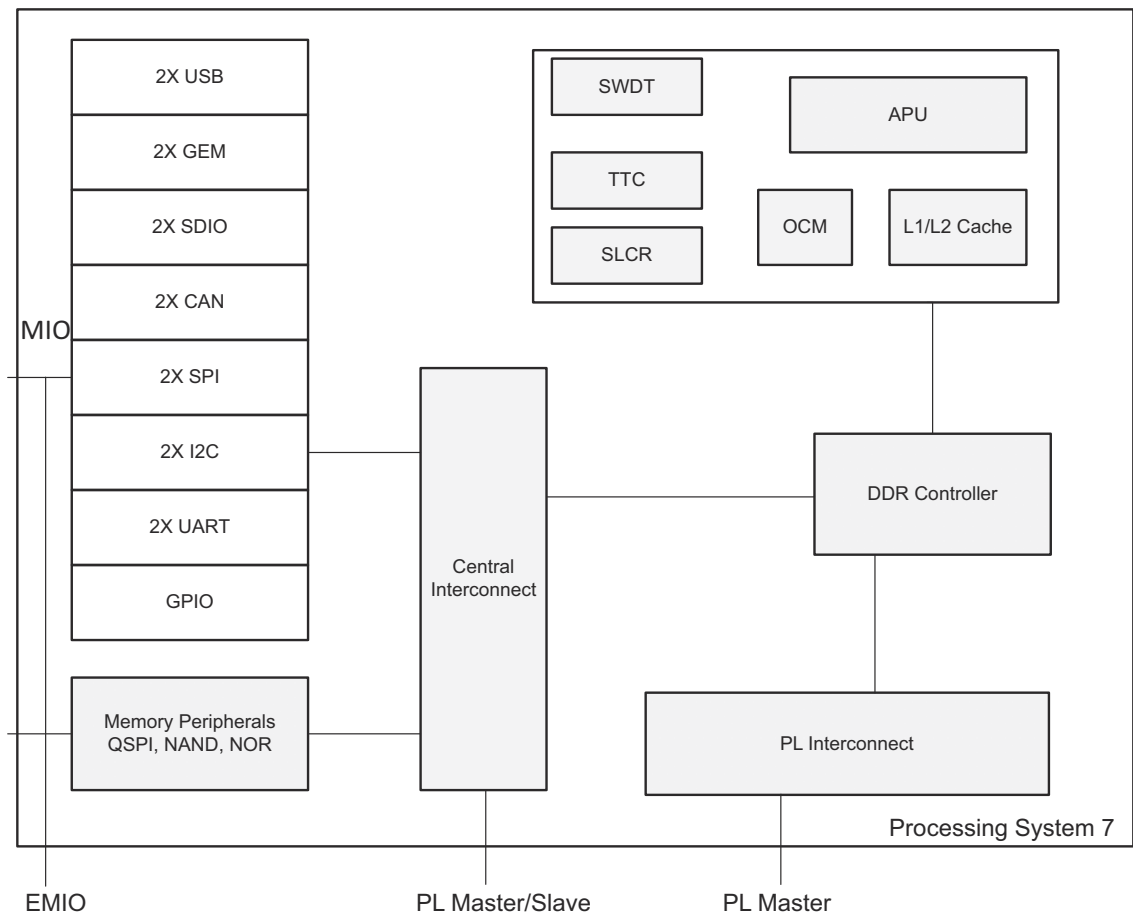 2X USB
2X GEM
2X SDIO
2X CAN
MIO
2X SPI
2X I2C
2X UART
GPIO
Memory Peripherals
QSPI, NAND, NOR
Central
Interconnect
SWDT
APU
TTC
OCM
L1/L2 Cache
SLCR
DDR Controller
PL Interconnect
Processing System 7
EMIO
PL Master/Slave
PL Master